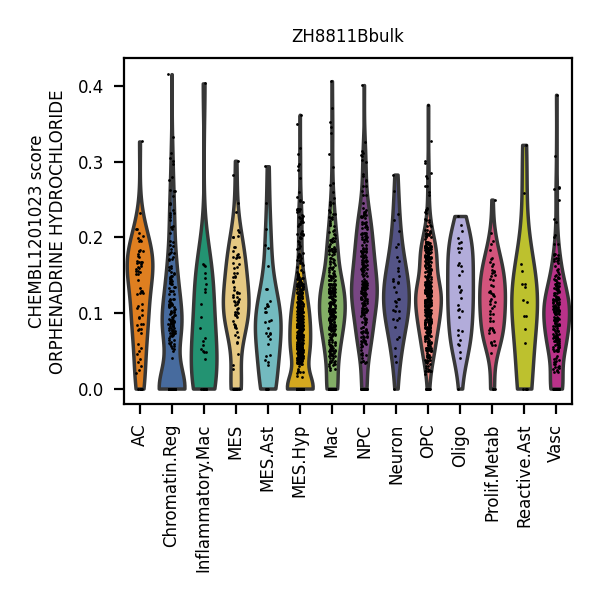 ZH8811Bbulk
CHEMBL1201023 score
ORPHENADRINE HYDROCHLORIDE
0.4
0.3
0.2
0.1
0.0
AC
Chromatin.Reg
Inflammatory.Mac
MES
MES.Ast
MES.Hyp
Mac
NPC
Neuron
OPC
Oligo
Prolif.Metab
Reactive.Ast
Vasc